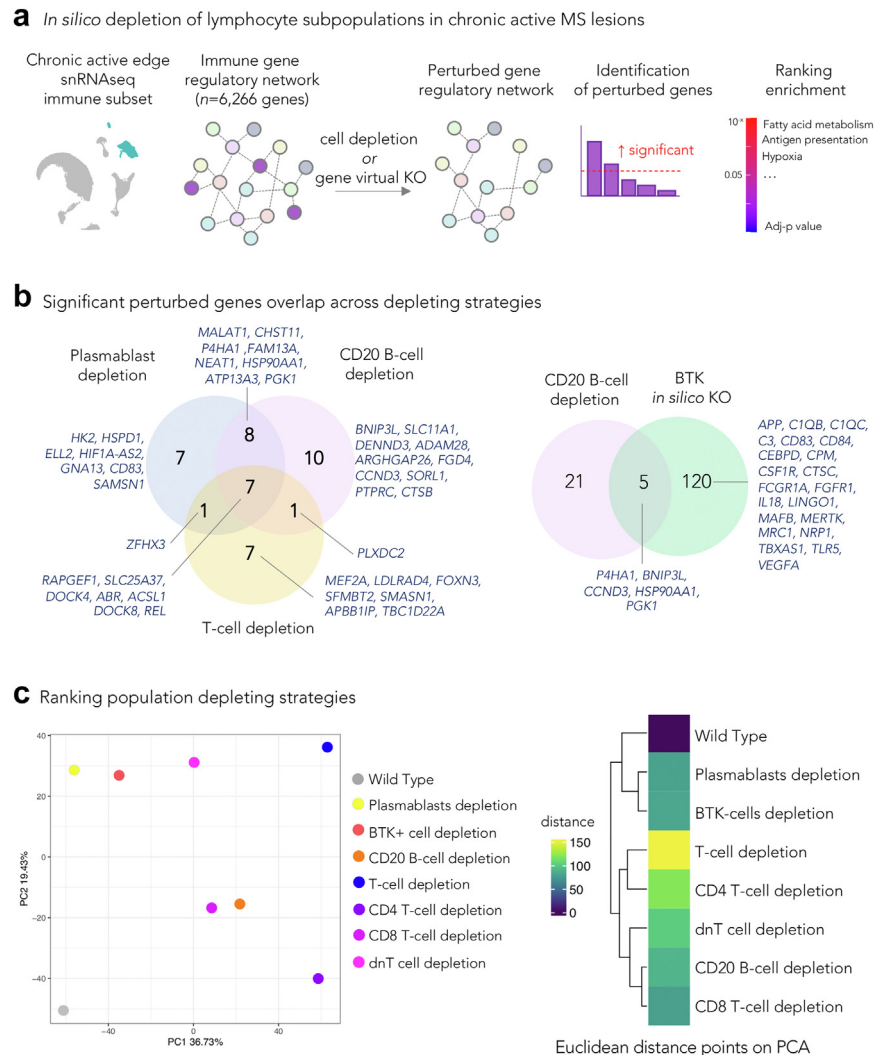 a In silico depletion of lymphocyte subpopulations in chronic active MS lesions
Chronic active edge
snRNAseq
immune subset
Immune gene
regulatory network
(n=6,266 genes)
cell depletion
or
gene virtual KO
Perturbed gene
regulatory network
Identification
of perturbed genes
↑ significant
Ranking
enrichment
10-x
0.05
Fatty acid metabolism
Antigen presentation
Hypoxia
...
Adj-p value
b Significant perturbed genes overlap across depleting strategies
Plasmablast
depletion
MALAT1, CHST11,
P4HA1 ,FAM13A,
NEAT1, HSP90AA1,
ATP13A3, PGK1
CD20 B-cell
depletion
HK2, HSPD1,
ELL2, HIF1A-AS2,
GNA13, CD83,
SAMSN1
7
8
10
7
1
1
7
BNIP3L, SLC11A1,
DENND3, ADAM28,
ARGHGAP26, FGD4,
CCND3, SORL1,
PTPRC, CTSB
ZFHX3
PLXDC2
RAPGEF1, SLC25A37,
DOCK4, ABR, ACSL1
DOCK8, REL
MEF2A, LDLRAD4, FOXN3,
SFMBT2, SMASN1,
APBB1IP, TBC1D22A
T-cell depletion
CD20 B-cell
depletion
BTK
in silico KO
21
5
120
P4HA1, BNIP3L,
CCND3, HSP90AA1,
PGK1
APP, C1QB, C1QC,
C3, CD83, CD84,
CEBPD, CPM,
CSF1R, CTSC,
FCGR1A, FGFR1,
IL18, LINGO1,
MAFB, MERTK,
MRC1, NRP1,
TBXAS1, TLR5,
VEGFA
c Ranking population depleting strategies
PC2 19.43%
40
20
0
−20
−40
−40
0
40
PC1 36.73%
Wild Type
Plasmablasts depletion
BTK+ cell depletion
CD20 B-cell depletion
T-cell depletion
CD4 T-cell depletion
CD8 T-cell depletion
dnT cell depletion
distance
150
100
50
0
Wild Type
Plasmablasts depletion
BTK-cells depletion
T-cell depletion
CD4 T-cell depletion
dnT cell depletion
CD20 B-cell depletion
CD8 T-cell depletion
Euclidean distance points on PCA